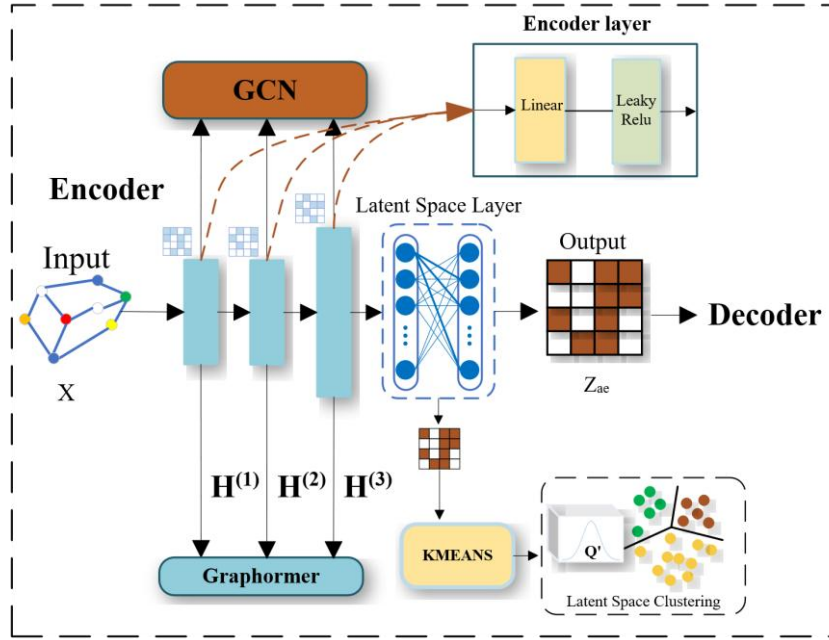 Encoder layer
GCN
Linear
Leaky
Relu
Encoder
Latent Space Layer
Input
Output
Decoder
X
Z_ae
H^(1)
H^(2)
H^(3)
KMEANS
Q'
Graphormer
Latent Space Clustering